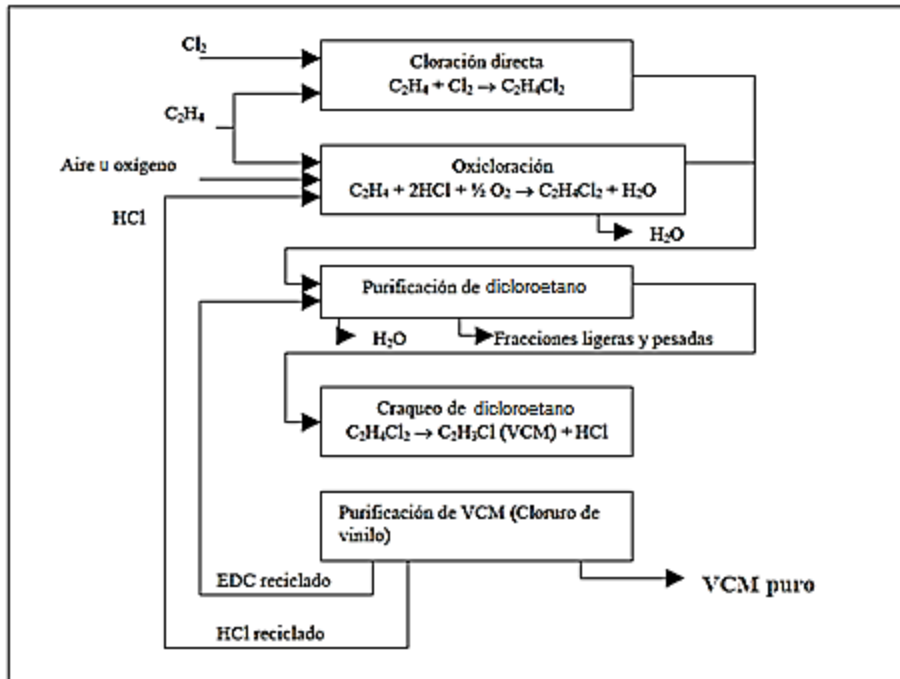 Cl₂
Cloración directa
C₂H₄ + Cl₂ → C₂H₄Cl₂
C₂H₄
Aire u oxígeno
Oxicloración
C₂H₄ + 2HCl + ½ O₂ → C₂H₄Cl₂ + H₂O
HCl
H₂O
Purificación de dicloroetano
H₂O
Fracciones ligeras y pesadas
Craqueo de dicloroetano
C₂H₄Cl₂ → C₂H₃Cl (VCM) + HCl
Purificación de VCM (Cloruro de
vinilo)
EDC reciclado
VCM puro
HCl reciclado